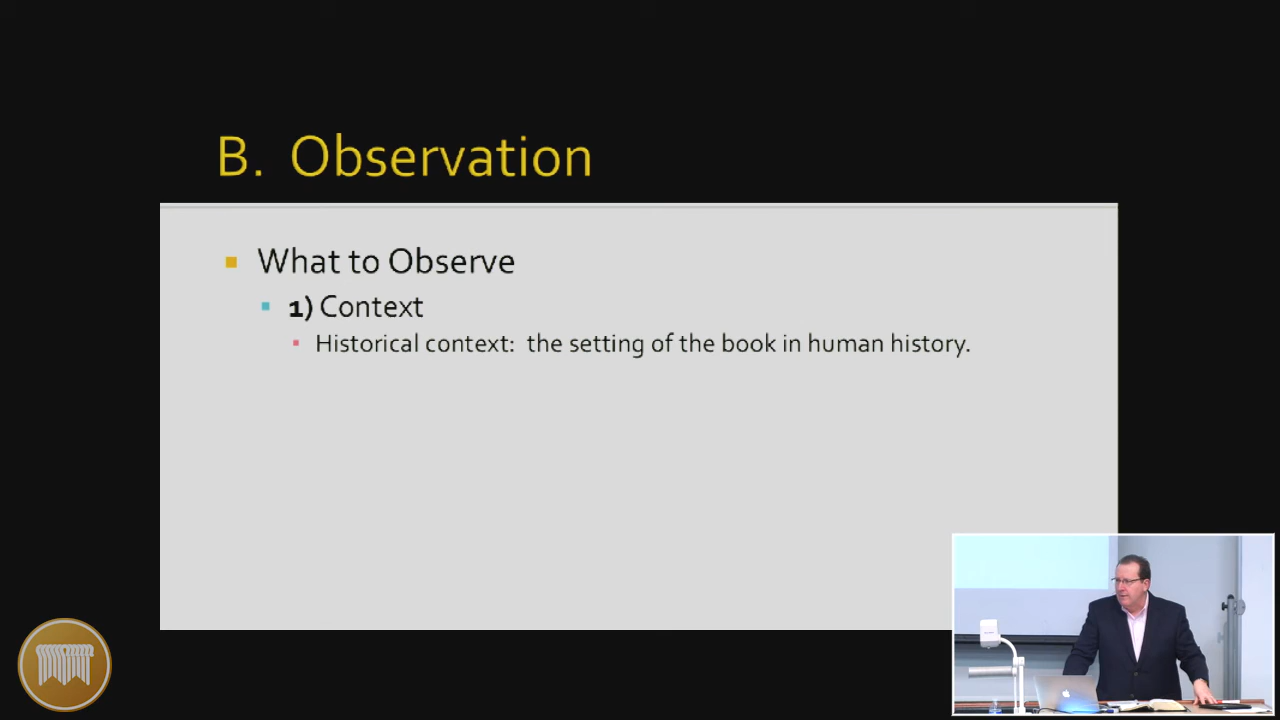 B. Observation
What to Observe
1) Context
Historical context: the setting of the book in human history.